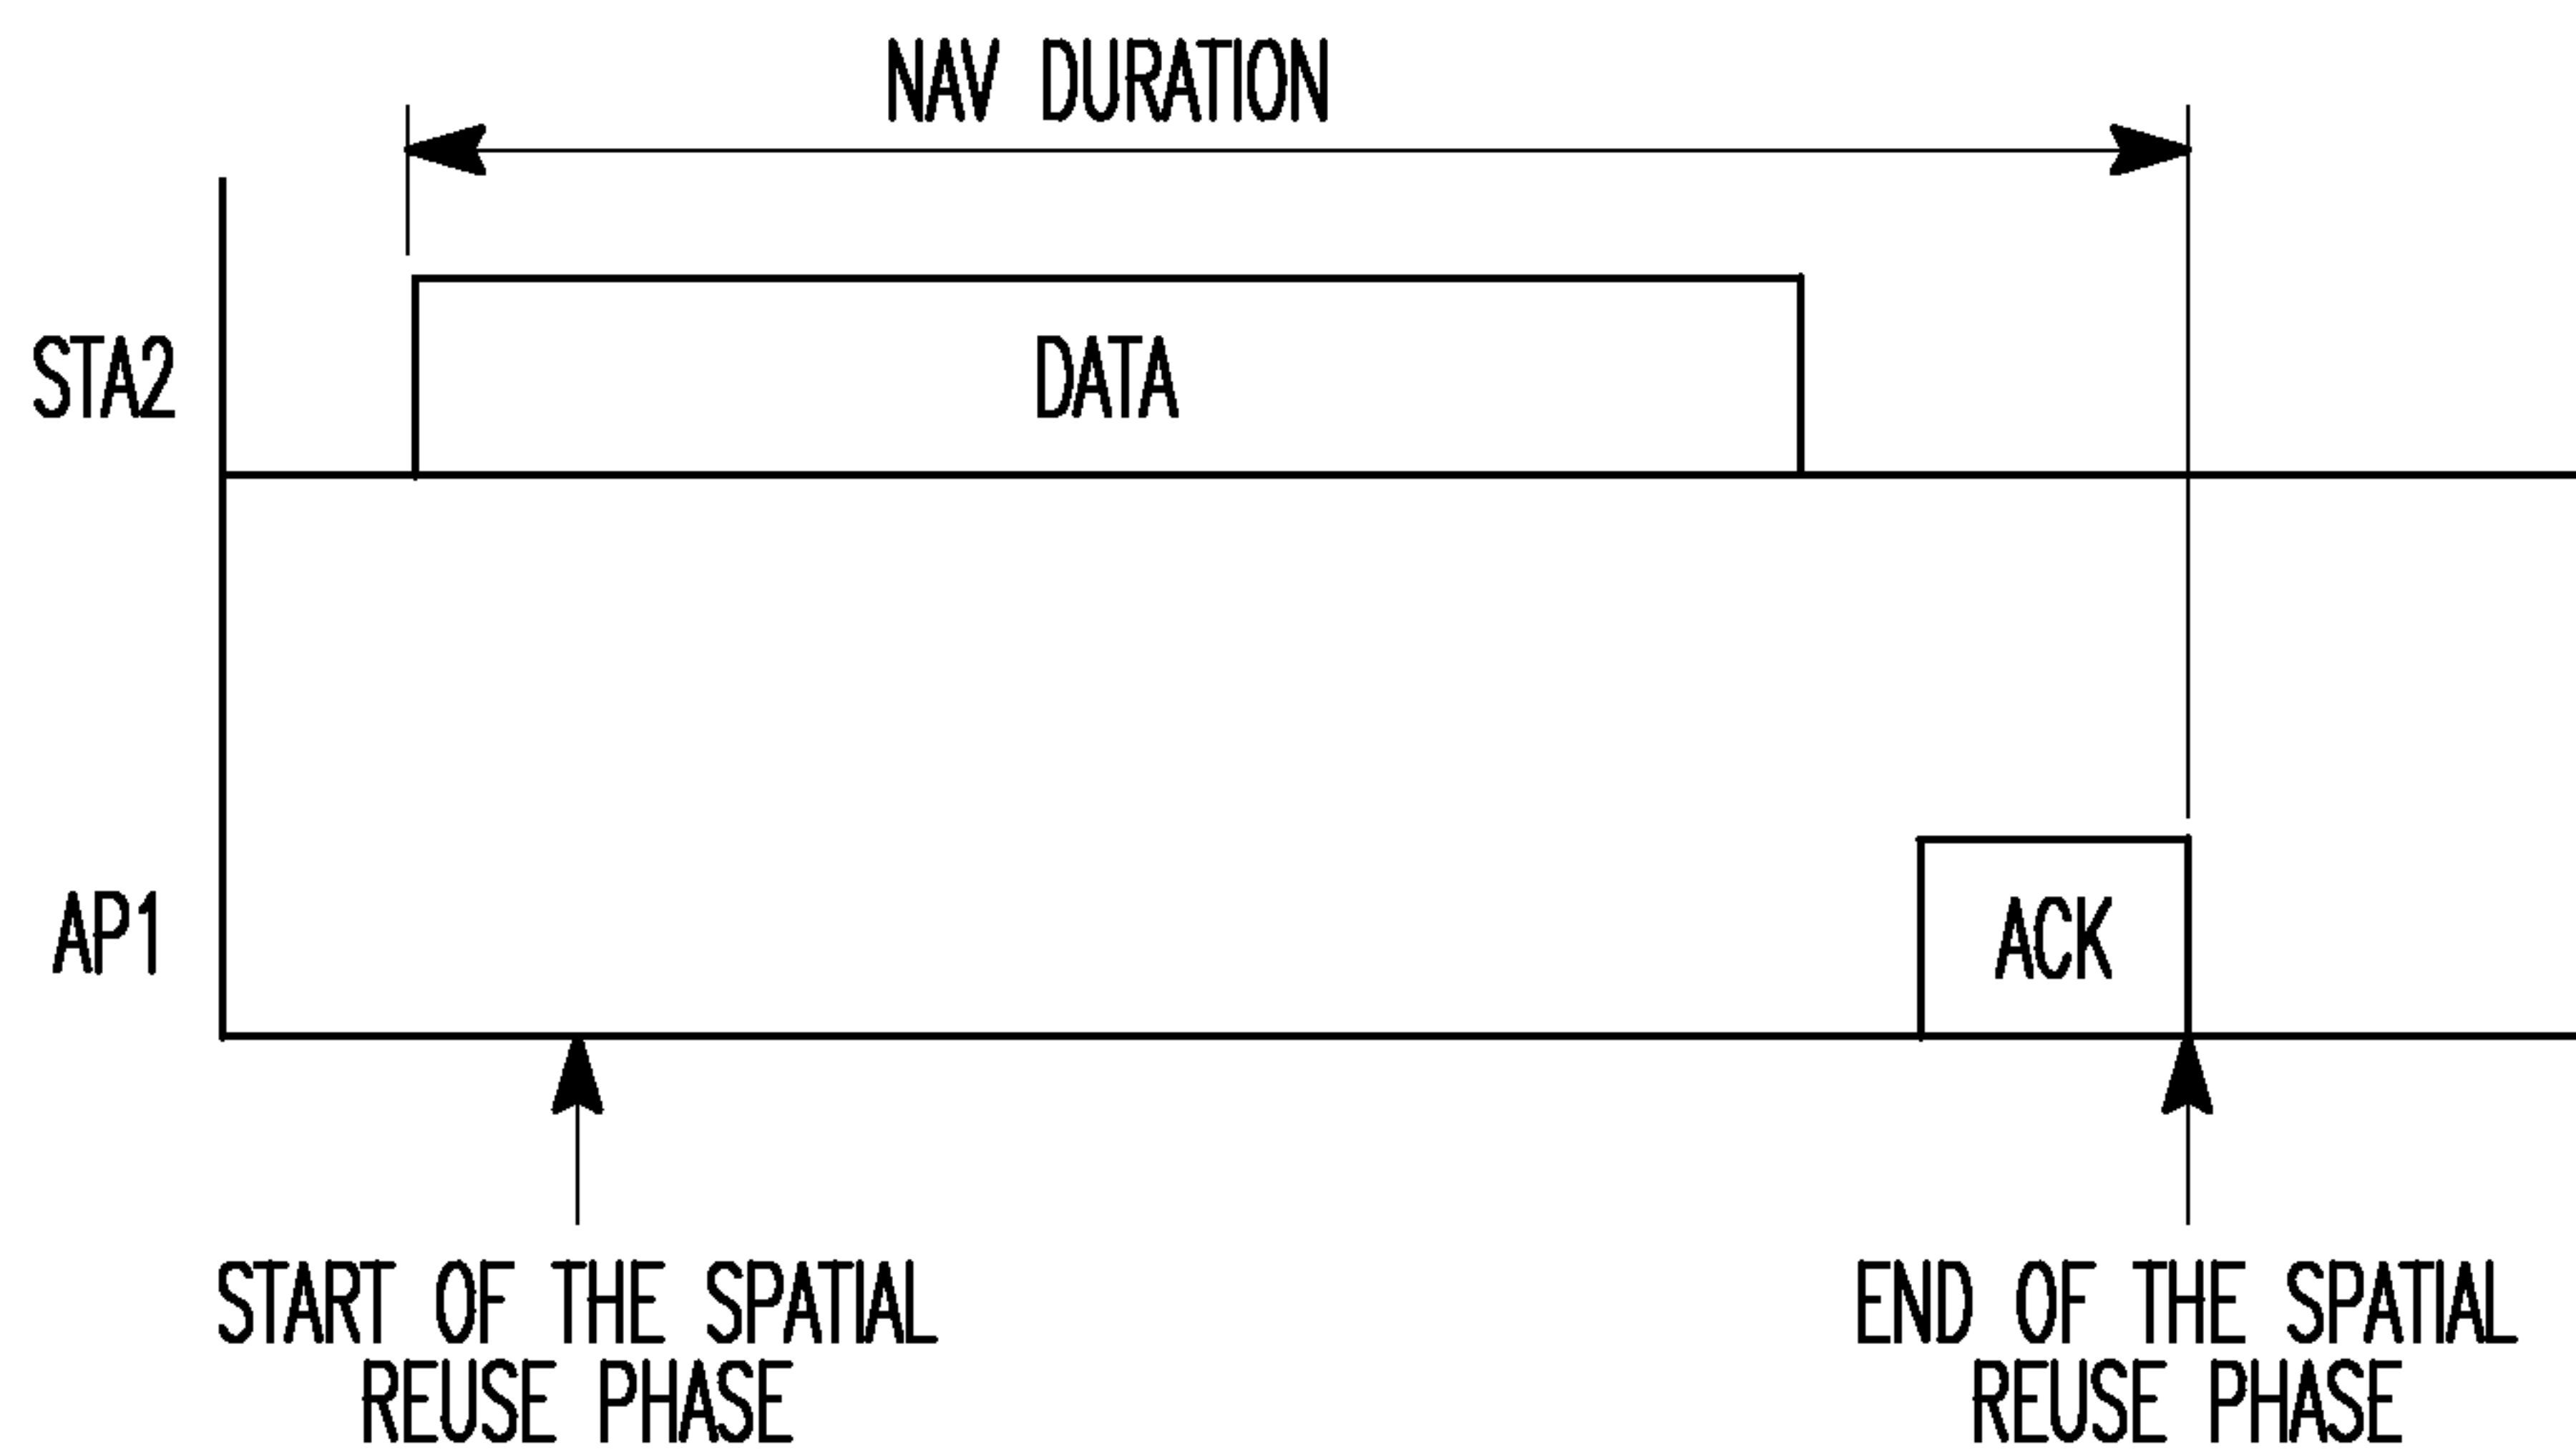 NAV DURATION
STA2
DATA
AP1
ACK
START OF THE SPATIAL
REUSE PHASE
END OF THE SPATIAL
REUSE PHASE